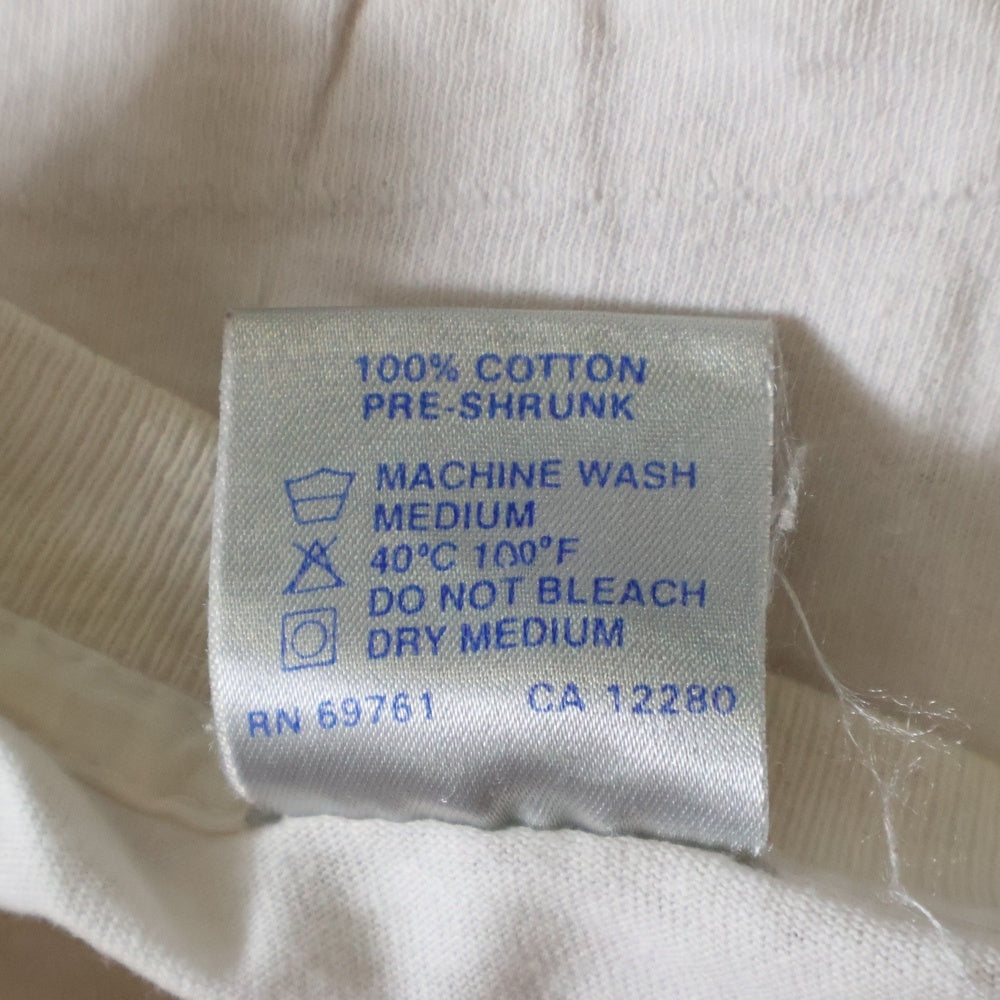 100% COTTON
PRE-SHRUNK
MACHINE WASH
MEDIUM
40°C 100°F
DO NOT BLEACH
DRY MEDIUM
RN 69761 CA 12280